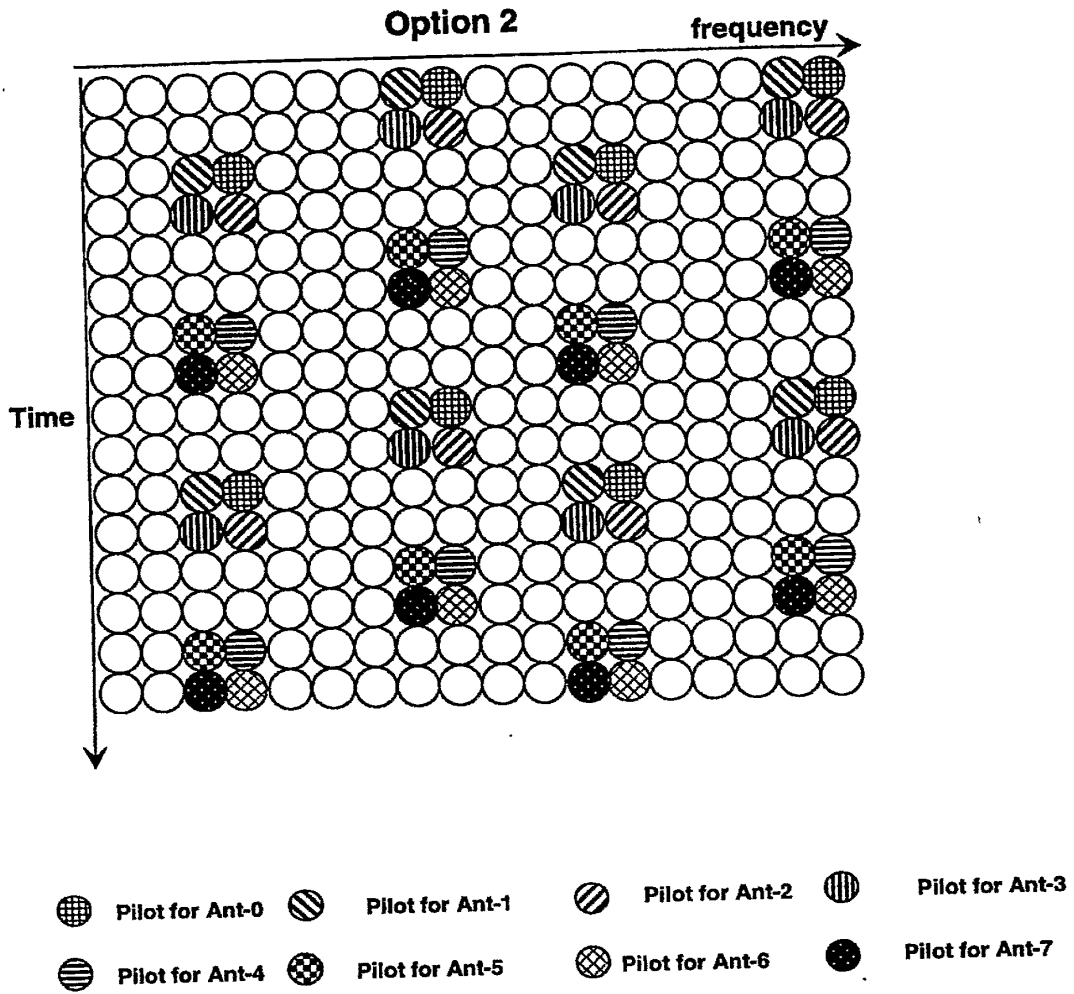 Option 2
frequency
Time
Pilot for Ant-0
Pilot for Ant-1
Pilot for Ant-2
Pilot for Ant-3
Pilot for Ant-4
Pilot for Ant-5
Pilot for Ant-6
Pilot for Ant-7